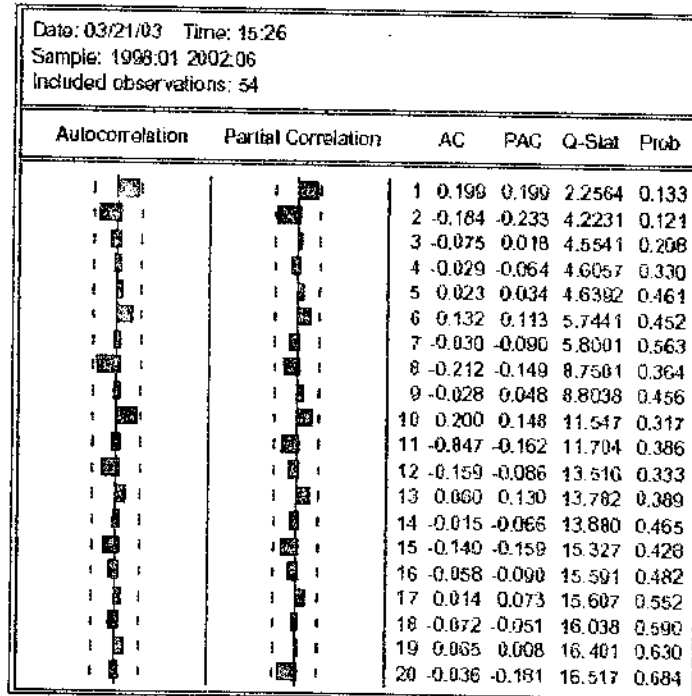 Date: 03/21/03 Time: 15:26
Sample: 1998:01 2002:06
Included observations: 54
Autocorrelation Partial Correlation AC PAC Q-Stat Prob
1 0.199 0.199 2.2564 0.133
2 -0.184 -0.233 4.2231 0.121
3 -0.075 0.018 4.5541 0.208
4 -0.029 -0.064 4.6057 0.330
5 0.023 0.034 4.6392 0.461
6 0.132 0.113 5.7441 0.452
7 -0.030 -0.090 5.8001 0.563
8 -0.212 -0.149 8.7501 0.364
9 -0.028 0.048 8.8038 0.456
10 0.200 0.148 11.547 0.317
11 -0.847 -0.162 11.704 0.386
12 -0.159 -0.086 13.516 0.333
13 0.060 0.130 13.782 0.389
14 -0.015 -0.066 13.880 0.465
15 -0.140 -0.159 15.327 0.428
16 -0.058 -0.090 15.591 0.482
17 0.014 0.073 15.607 0.552
18 -0.072 -0.051 16.038 0.590
19 0.065 0.008 16.401 0.630
20 -0.036 -0.181 16.517 0.684